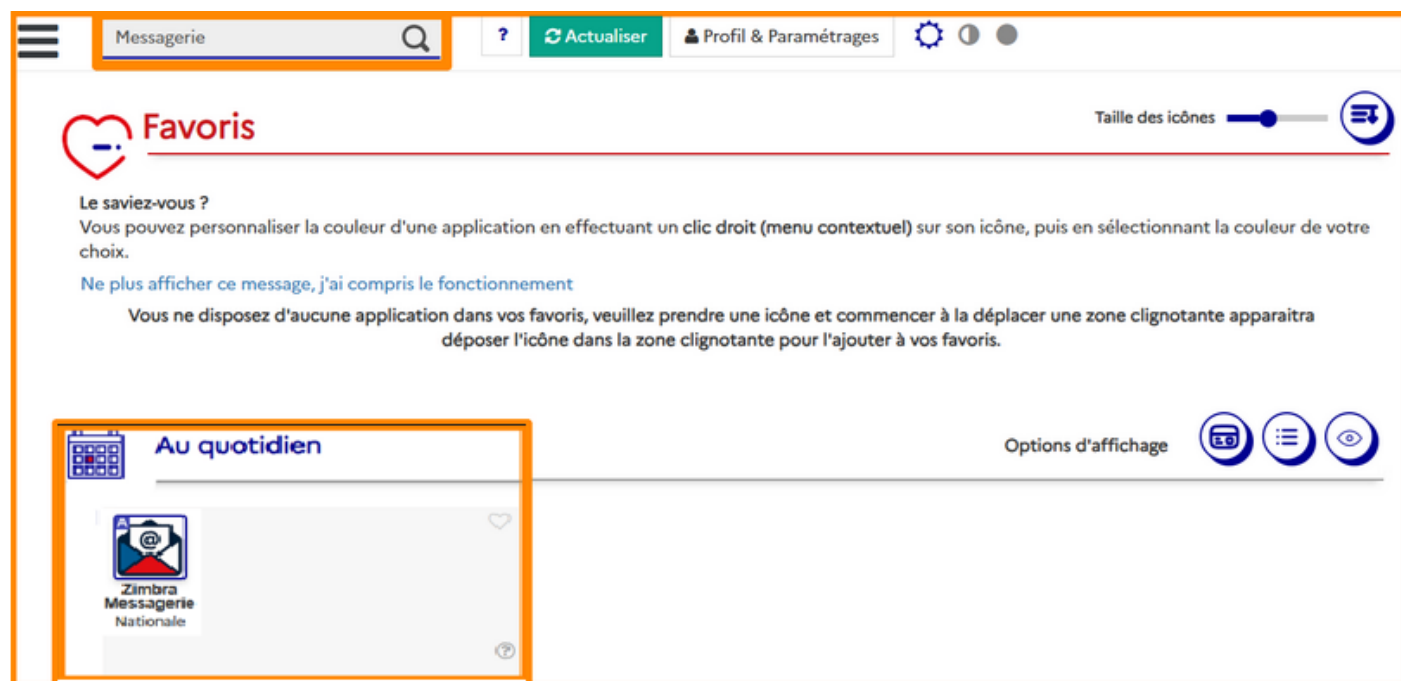 Messagerie
? Actualiser Profil & Paramétrages
Favoris
Taille des icônes
Le saviez-vous ?
Vous pouvez personnaliser la couleur d'une application en effectuant un clic droit (menu contextuel) sur son icône, puis en sélectionnant la couleur de votre
choix.
Ne plus afficher ce message, j'ai compris le fonctionnement
Vous ne disposez d'aucune application dans vos favoris, veuillez prendre une icône et commencer à la déplacer une zone clignotante apparaitra
déposer l'icône dans la zone clignotante pour l'ajouter à vos favoris.
Au quotidien
Options d'affichage
A
@
Zimbra
Messagerie
Nationale
?